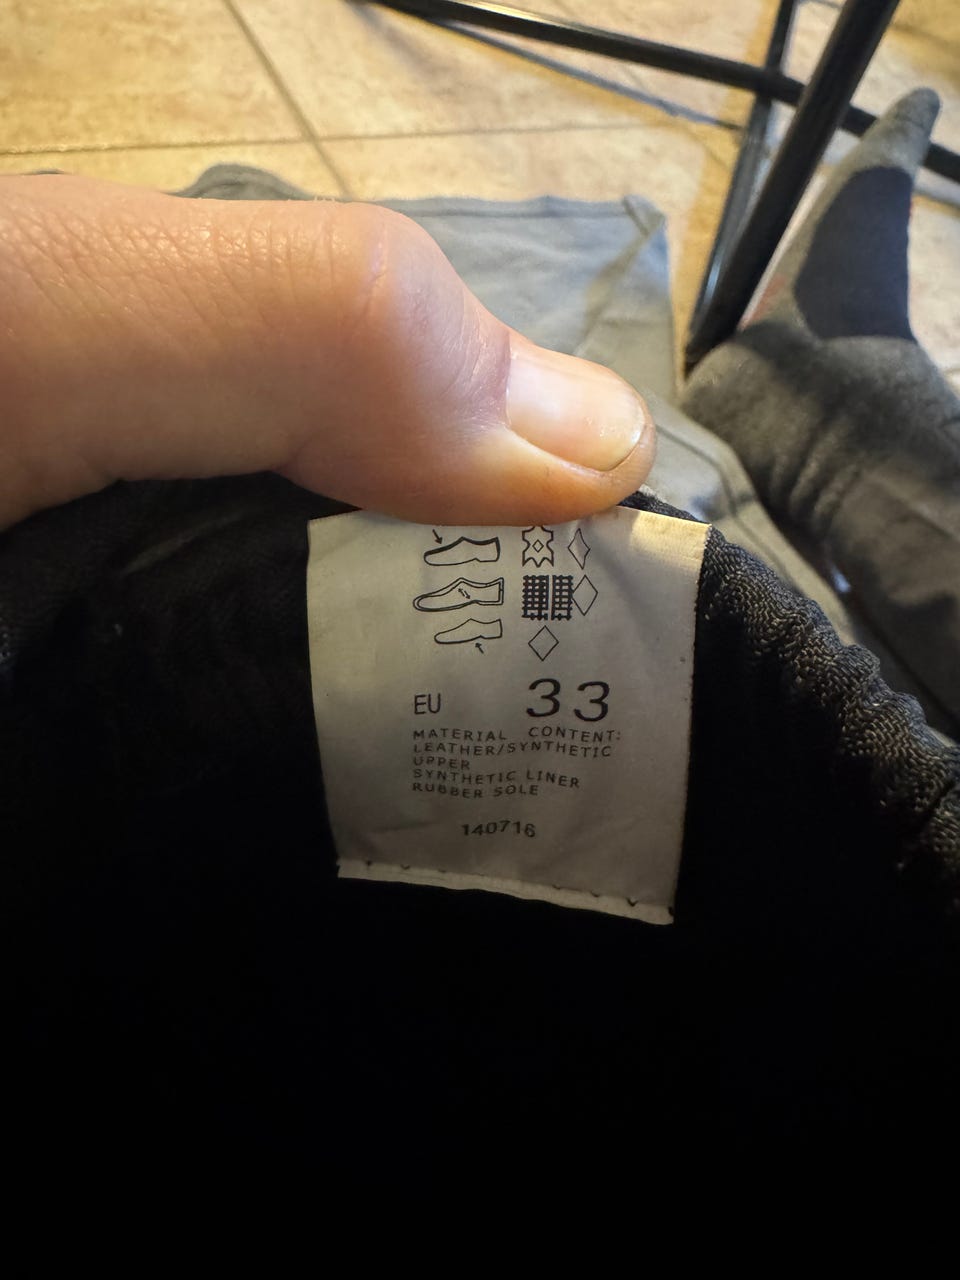 EU 33
MATERIAL CONTENT:
LEATHER/SYNTHETIC
UPPER
SYNTHETIC LINER
RUBBER SOLE
140716